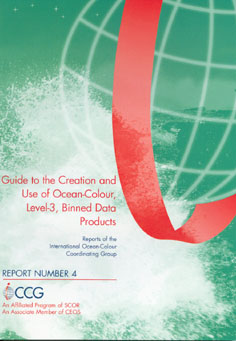 Guide to the Creation and
Use of Ocean-Colour,
Level-3, Binned Data
Products
Reports of the
International Ocean-Colour
Coordinating Group
REPORT NUMBER 4
IOCCG
An Affiliated Program of SCOR
An Associate Member of CEOS